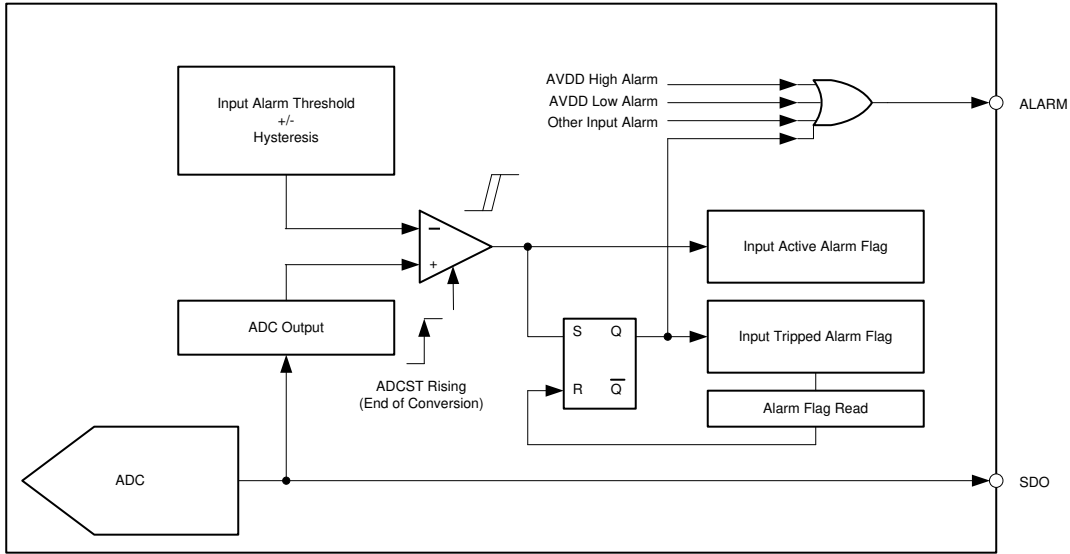 AVDD High Alarm
AVDD Low Alarm
Other Input Alarm
ALARM
Input Alarm Threshold
+/-
Hysteresis
−
+
Input Active Alarm Flag
ADC Output
ADCST Rising
(End of Conversion)
S Q
R Q̅
Input Tripped Alarm Flag
Alarm Flag Read
ADC
SDO